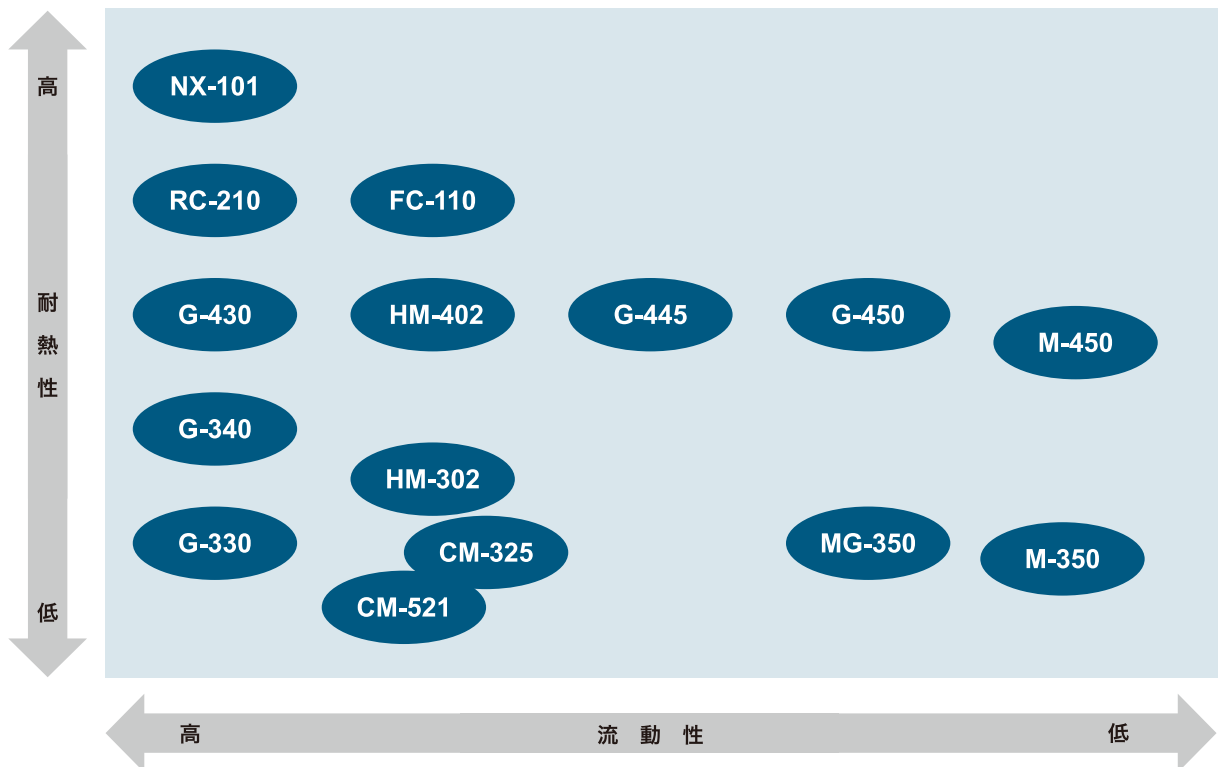 高
耐熱性
低
NX-101
RC-210
FC-110
G-430
HM-402
G-445
G-450
M-450
G-340
HM-302
G-330
CM-325
MG-350
M-350
CM-521
高
流動性
低